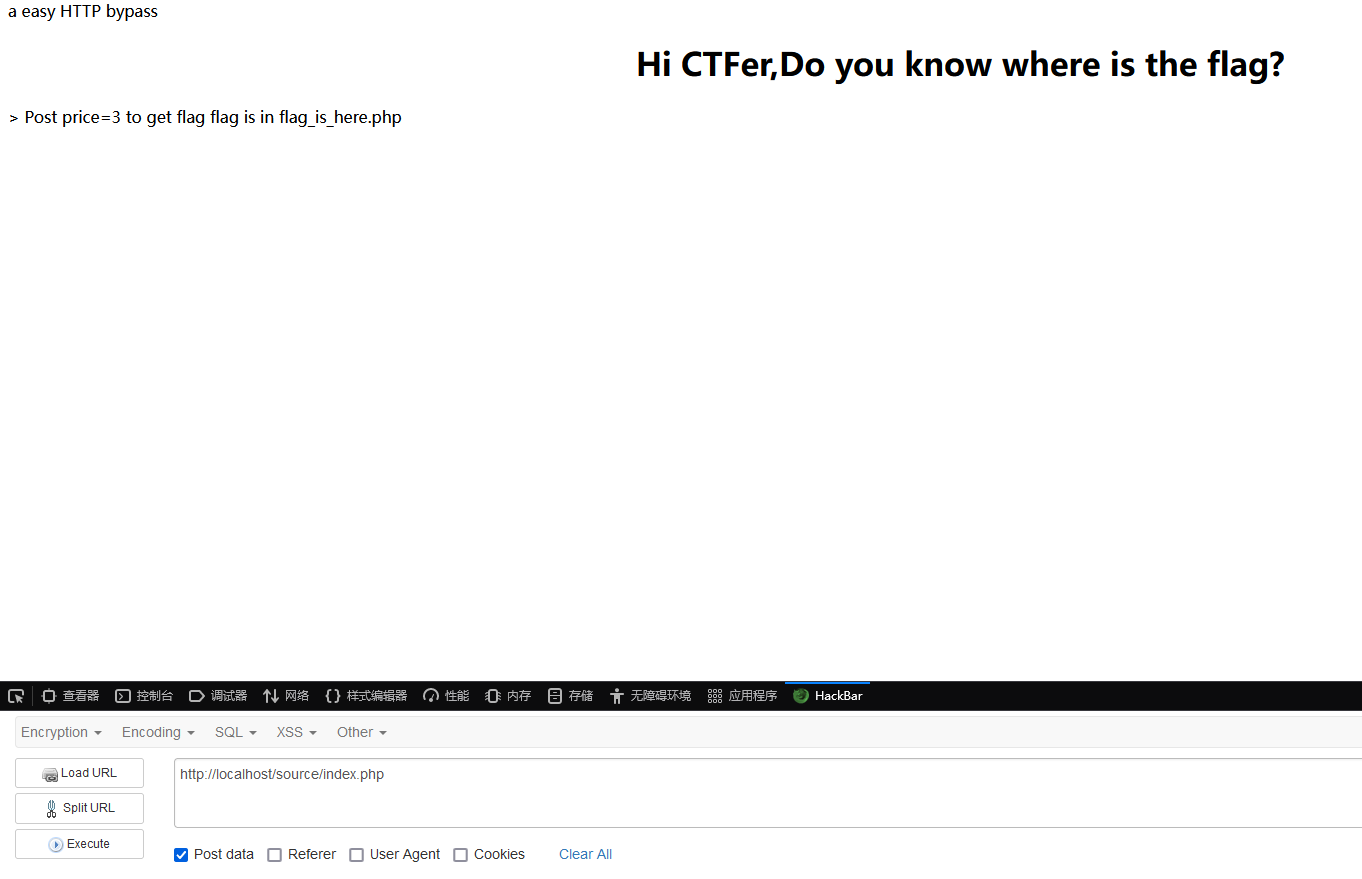 a easy HTTP bypass
Hi CTFer,Do you know where is the flag?
> Post price=3 to get flag flag is in flag_is_here.php
查看器 控制台 调试器 网络 样式编辑器 性能 内存 存储 无障碍环境 应用程序 HackBar
Encryption Encoding SQL XSS Other
Load URL http://localhost/source/index.php
Split URL
Execute
Post data Referer User Agent Cookies Clear All